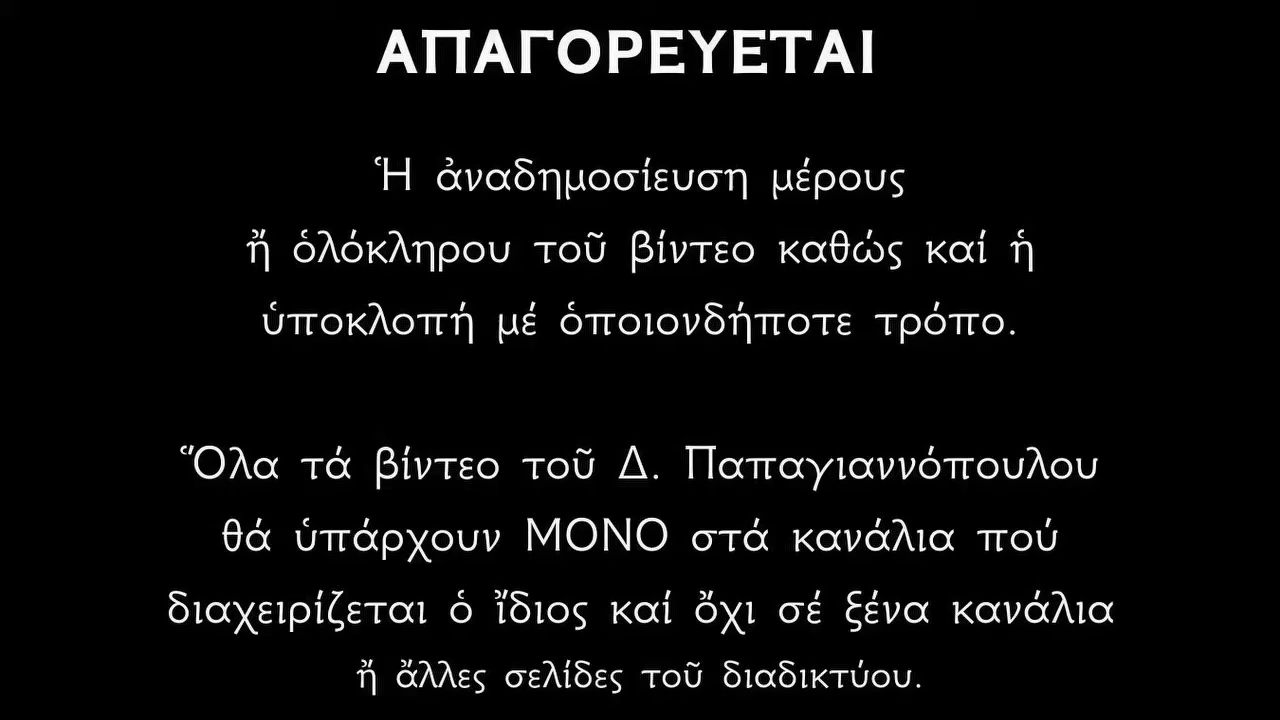 ΑΠΑΓΟΡΕΥΕΤΑΙ
Ἡ ἀναδημοσίευση μέρους
ἤ ὁλόκληρου τοῦ βίντεο καθώς καί ἡ
ὑποκλοπή μέ ὁποιονδήποτε τρόπο.
Ὅλα τά βίντεο τοῦ Δ. Παπαγιαννόπουλου
θά ὑπάρχουν ΜΟΝΟ στά κανάλια πού
διαχειρίζεται ὁ ἴδιος καί ὄχι σέ ξένα κανάλια
ἤ ἄλλες σελίδες τοῦ διαδικτύου.